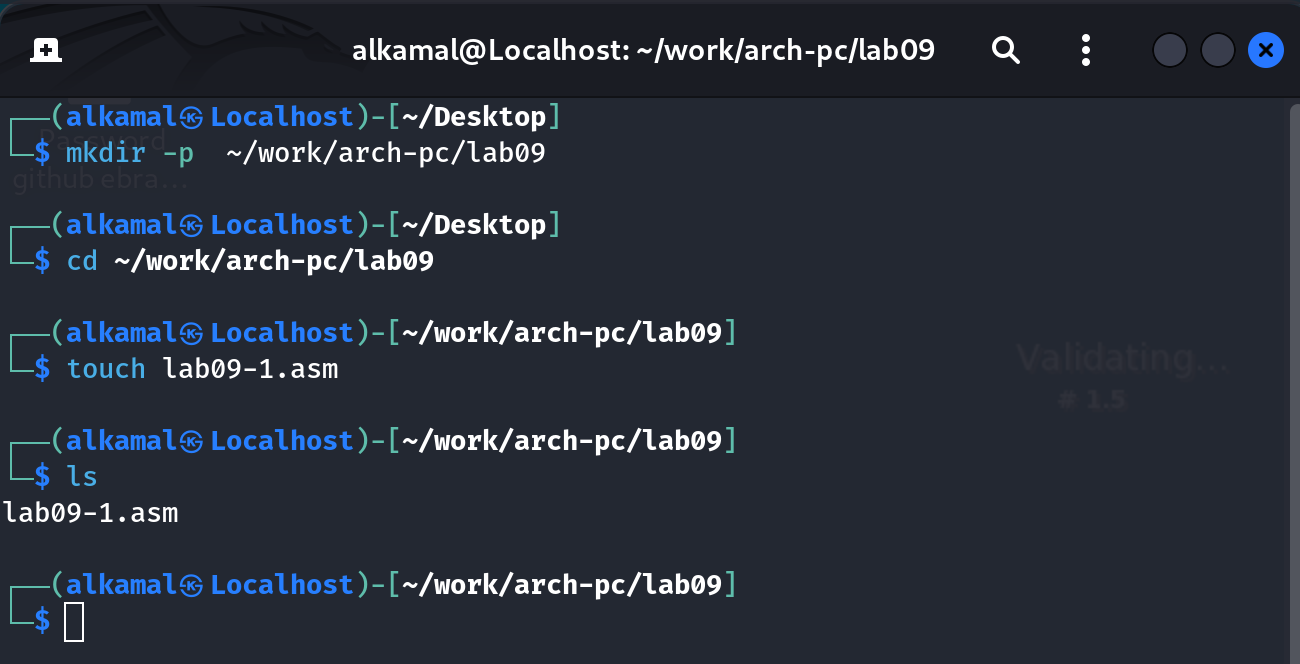 alkamal@Localhost: ~/work/arch-pc/lab09
┌──(alkamal㉿Localhost)-[~/Desktop]
Password
└─$ mkdir -p  ~/work/arch-pc/lab09
github ebra...
┌──(alkamal㉿Localhost)-[~/Desktop]
└─$ cd ~/work/arch-pc/lab09
┌──(alkamal㉿Localhost)-[~/work/arch-pc/lab09]
Validating...
└─$ touch lab09-1.asm
# 1.5
┌──(alkamal㉿Localhost)-[~/work/arch-pc/lab09]
└─$ ls
lab09-1.asm
┌──(alkamal㉿Localhost)-[~/work/arch-pc/lab09]
└─$